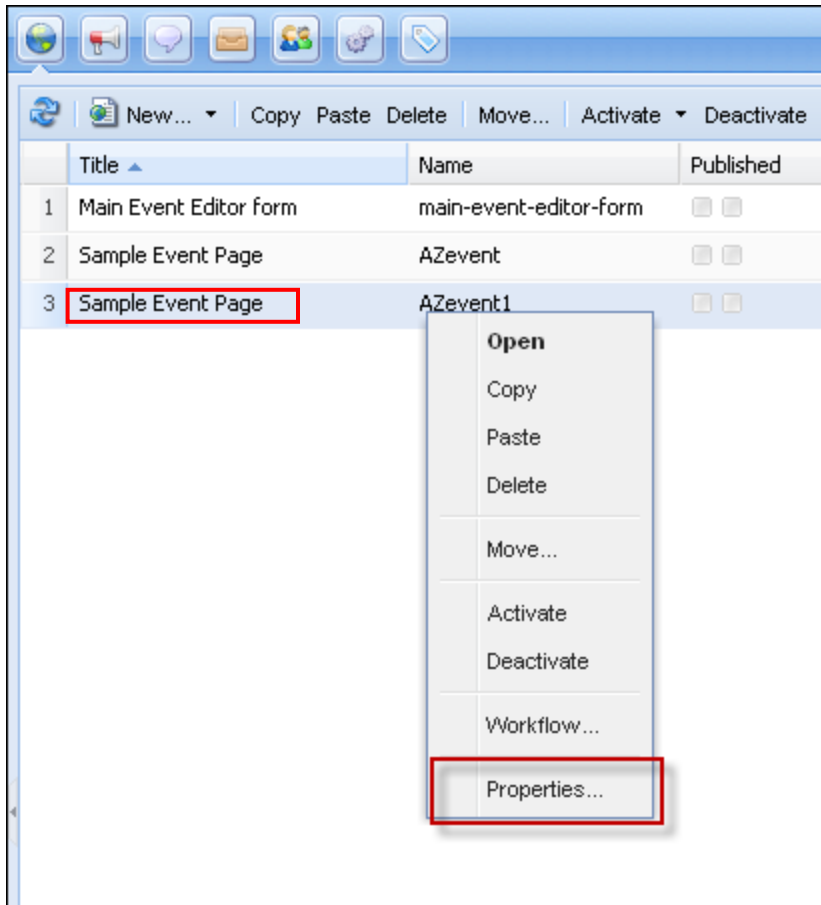 New... Copy Paste Delete Move... Activate Deactivate
Title Name Published
1 Main Event Editor form main-event-editor-form
2 Sample Event Page AZevent
3 Sample Event Page AZevent1
Open
Copy
Paste
Delete
Move...
Activate
Deactivate
Workflow...
Properties...